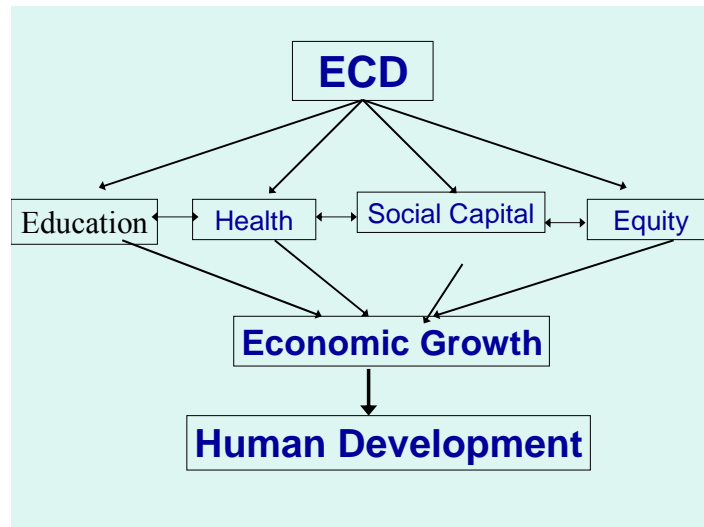 ECD
Education
Health
Social Capital
Equity
Economic Growth
Human Development